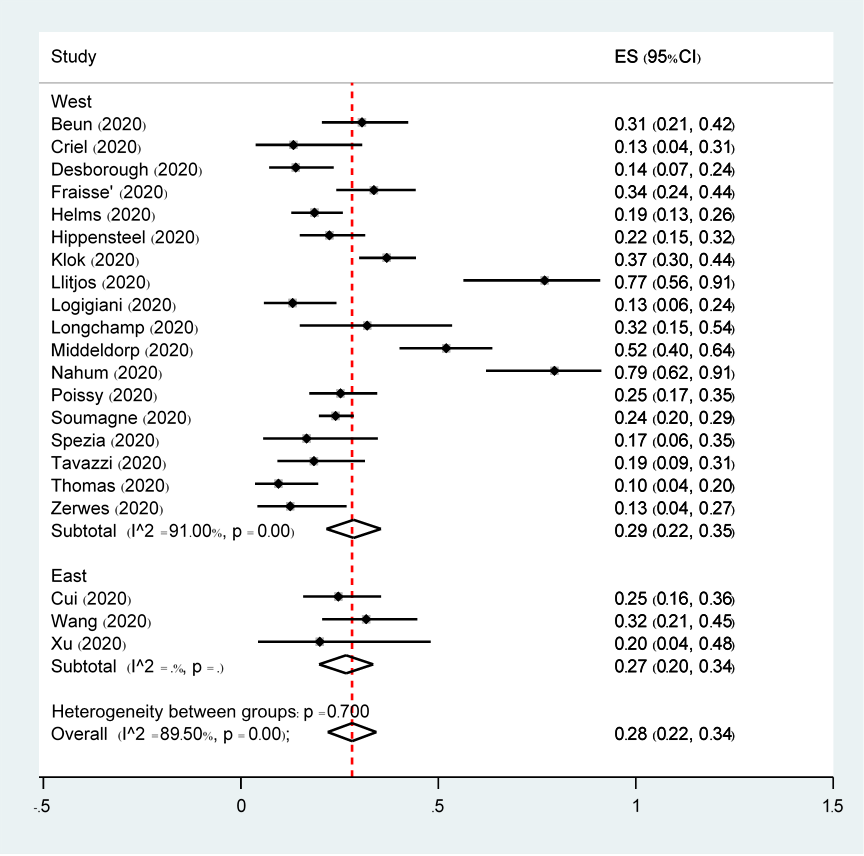 Study ES (95%CI)
West
Beun (2020) 0.31 (0.21, 0.42)
Criel (2020) 0.13 (0.04, 0.31)
Desborough (2020) 0.14 (0.07, 0.24)
Fraisse' (2020) 0.34 (0.24, 0.44)
Helms (2020) 0.19 (0.13, 0.26)
Hippensteel (2020) 0.22 (0.15, 0.32)
Klok (2020) 0.37 (0.30, 0.44)
Llitjos (2020) 0.77 (0.56, 0.91)
Logigiani (2020) 0.13 (0.06, 0.24)
Longchamp (2020) 0.32 (0.15, 0.54)
Middeldorp (2020) 0.52 (0.40, 0.64)
Nahum (2020) 0.79 (0.62, 0.91)
Poissy (2020) 0.25 (0.17, 0.35)
Soumagne (2020) 0.24 (0.20, 0.29)
Spezia (2020) 0.17 (0.06, 0.35)
Tavazzi (2020) 0.19 (0.09, 0.31)
Thomas (2020) 0.10 (0.04, 0.20)
Zerwes (2020) 0.13 (0.04, 0.27)
Subtotal (I^2 =91.00%, p =0.00) 0.29 (0.22, 0.35)
East
Cui (2020) 0.25 (0.16, 0.36)
Wang (2020) 0.32 (0.21, 0.45)
Xu (2020) 0.20 (0.04, 0.48)
Subtotal (I^2 =.%, p =.) 0.27 (0.20, 0.34)
Heterogeneity between groups: p =0.700
Overall (I^2 =89.50%, p =0.00); 0.28 (0.22, 0.34)
-.5 0 .5 1 1.5